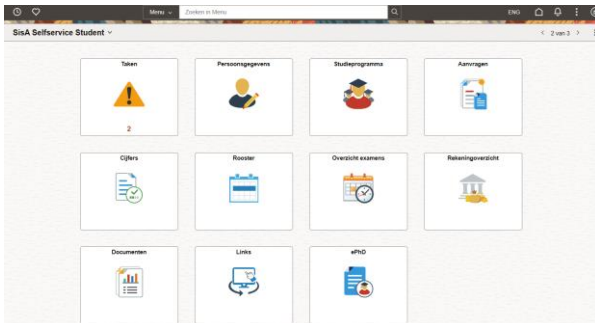 Menu Zoeken in Menu ENG
SisA Selfservice Student 2 van 3
Taken Persoonsgegevens Studieprogramma Aanvragen
2
Cijfers Rooster Overzicht examens Rekeningoverzicht
Documenten Links ePhD